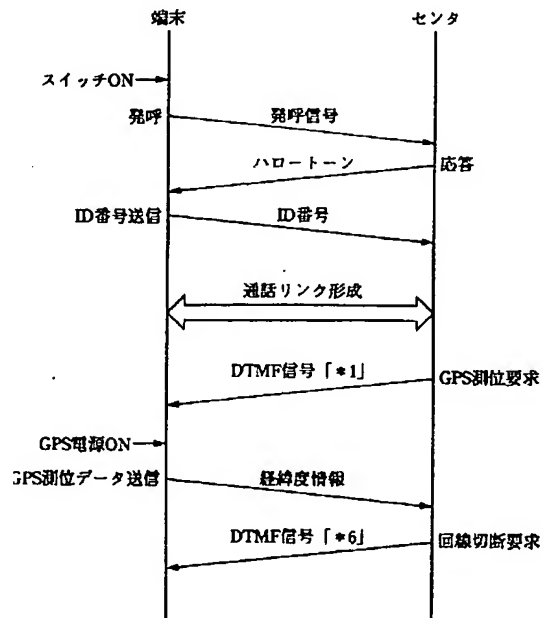 端末 センタ
スイッチON
発呼 発呼信号
ハロートーン 応答
ID番号送信 ID番号
通話リンク形成
DTMF信号「*1」 GPS測位要求
GPS電源ON
GPS測位データ送信 経緯度情報
DTMF信号「*6」 回線切断要求